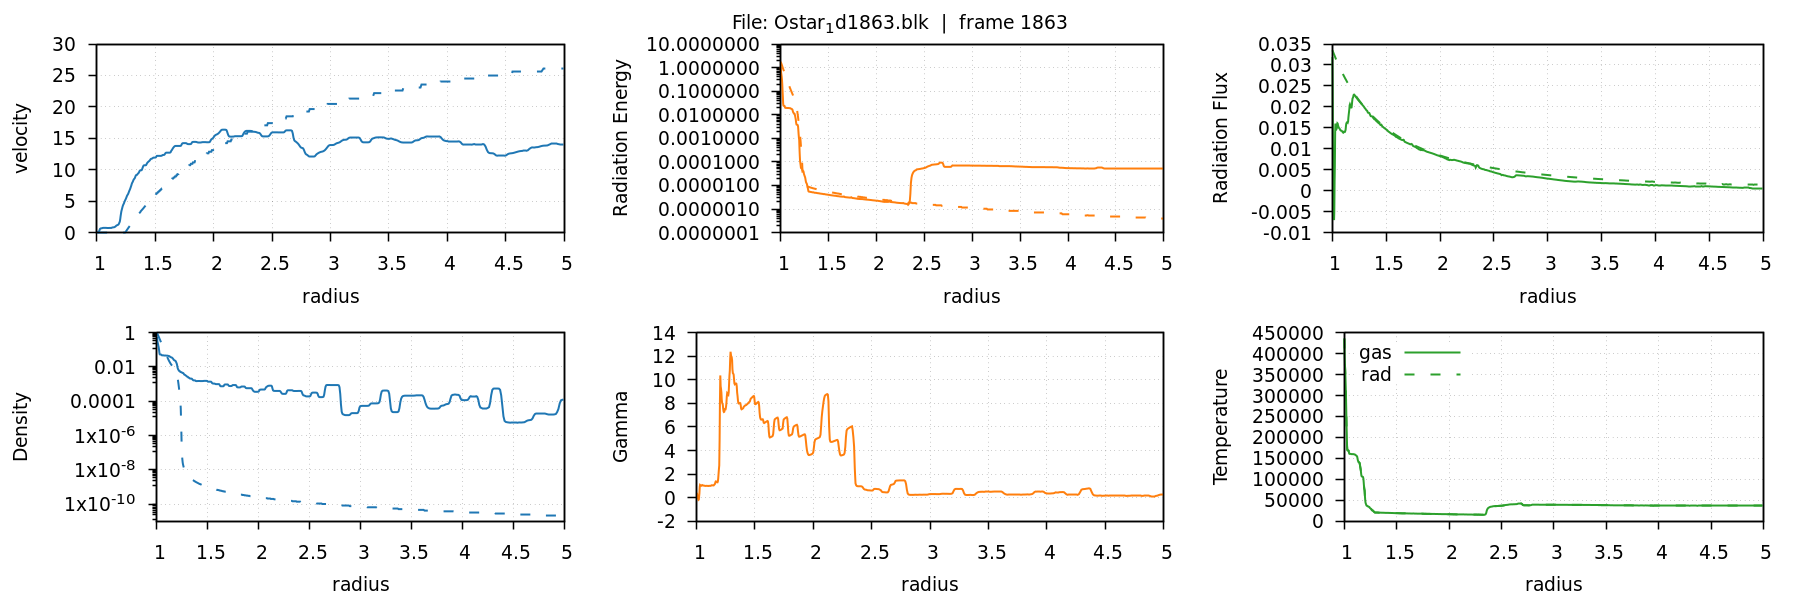 File: Ostar₁d1863.blk | frame 1863
velocity
30
25
20
15
10
5
0
1 1.5 2 2.5 3 3.5 4 4.5 5
radius
Radiation Energy
10.0000000
1.0000000
0.1000000
0.0100000
0.0010000
0.0001000
0.0000100
0.0000010
0.0000001
1 1.5 2 2.5 3 3.5 4 4.5 5
radius
Radiation Flux
0.035
0.03
0.025
0.02
0.015
0.01
0.005
0
-0.005
-0.01
1 1.5 2 2.5 3 3.5 4 4.5 5
radius
Density
1
0.01
0.0001
1x10⁻⁶
1x10⁻⁸
1x10⁻¹⁰
1 1.5 2 2.5 3 3.5 4 4.5 5
radius
Gamma
14
12
10
8
6
4
2
0
-2
1 1.5 2 2.5 3 3.5 4 4.5 5
radius
Temperature
450000
400000
350000
300000
250000
200000
150000
100000
50000
0
gas
rad
1 1.5 2 2.5 3 3.5 4 4.5 5
radius